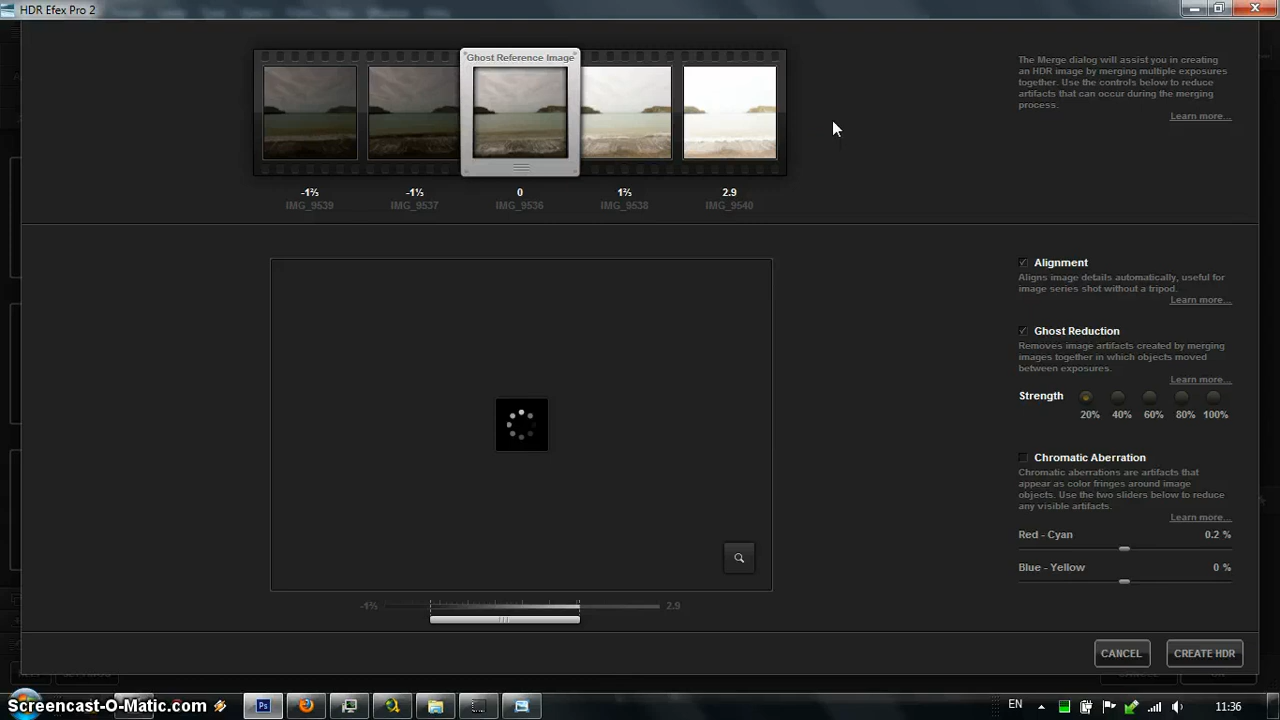 HDR Efex Pro 2
Ghost Reference Image
-1⅔ -1⅓ 0 1⅔ 2.9
IMG_9539 IMG_9537 IMG_9536 IMG_9538 IMG_9540
The Merge dialog will assist you in creating
an HDR image by merging multiple exposures
together. Use the controls below to reduce
artifacts that can occur during the merging
process.
Learn more...
Alignment
Aligns image details automatically, useful for
image series shot without a tripod.
Learn more...
Ghost Reduction
Removes image artifacts created by merging
images together in which objects moved
between exposures.
Learn more...
Strength
20% 40% 60% 80% 100%
Chromatic Aberration
Chromatic aberrations are artifacts that
appear as color fringes around image
objects. Use the two sliders below to reduce
any visible artifacts.
Learn more...
Red - Cyan 0.2 %
Blue - Yellow 0 %
-1⅔ 2.9
CANCEL CREATE HDR
Screencast-O-Matic.com
Ps
EN
11:36